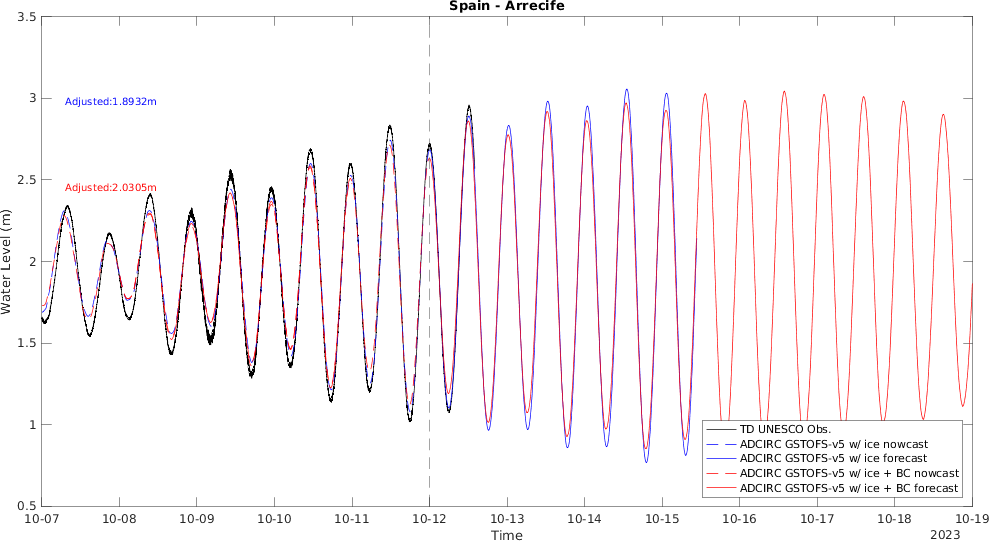 Spain - Arrecife
3.5
3
2.5
2
1.5
1
0.5
Water Level (m)
Adjusted:1.8932m
Adjusted:2.0305m
TD UNESCO Obs.
ADCIRC GSTOFS-v5 w/ ice nowcast
ADCIRC GSTOFS-v5 w/ ice forecast
ADCIRC GSTOFS-v5 w/ ice + BC nowcast
ADCIRC GSTOFS-v5 w/ ice + BC forecast
10-07 10-08 10-09 10-10 10-11 10-12 10-13 10-14 10-15 10-16 10-17 10-18 10-19
Time
2023